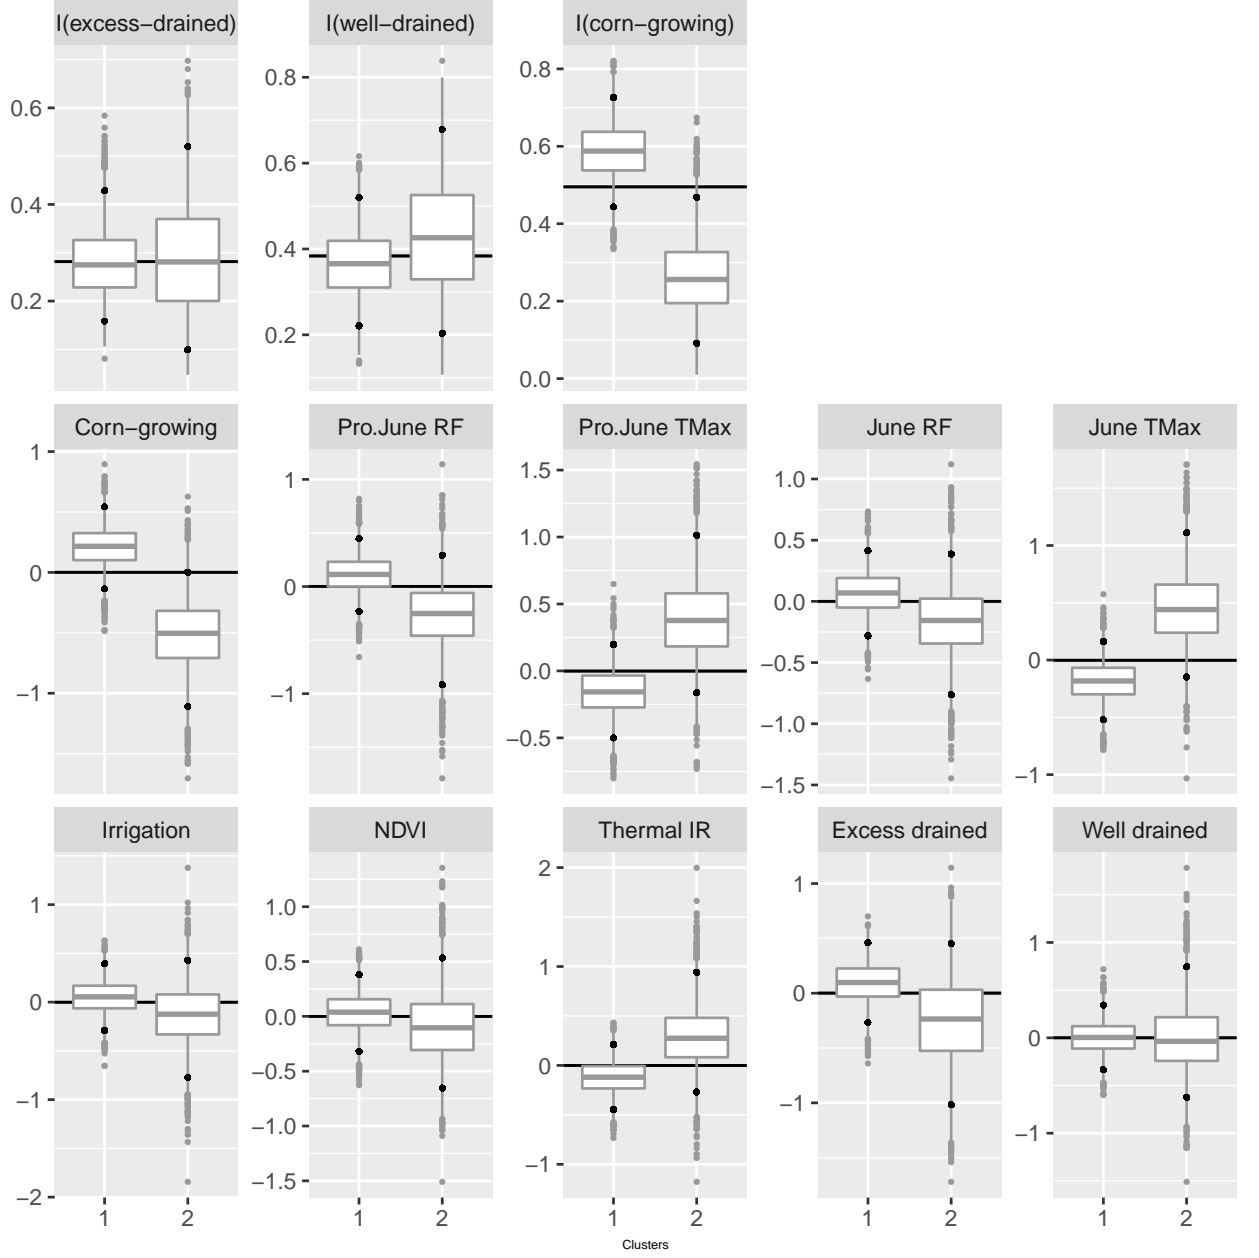 I(excess−drained) I(well−drained) I(corn−growing)
0.6 0.4 0.2
0.8 0.6 0.4 0.2
0.8 0.6 0.4 0.2 0.0
Corn−growing Pro.June RF Pro.June TMax June RF June TMax
1 0 −1
1 0 −1
1.5 1.0 0.5 0.0 −0.5
1.0 0.5 0.0 −0.5 −1.0 −1.5
1 0 −1
Irrigation NDVI Thermal IR Excess drained Well drained
1 0 −1 −2
1.0 0.5 0.0 −0.5 −1.0 −1.5
2 1 0 −1
1 0 −1
1 0 −1
1 2 1 2 1 2 1 2 1 2
Clusters